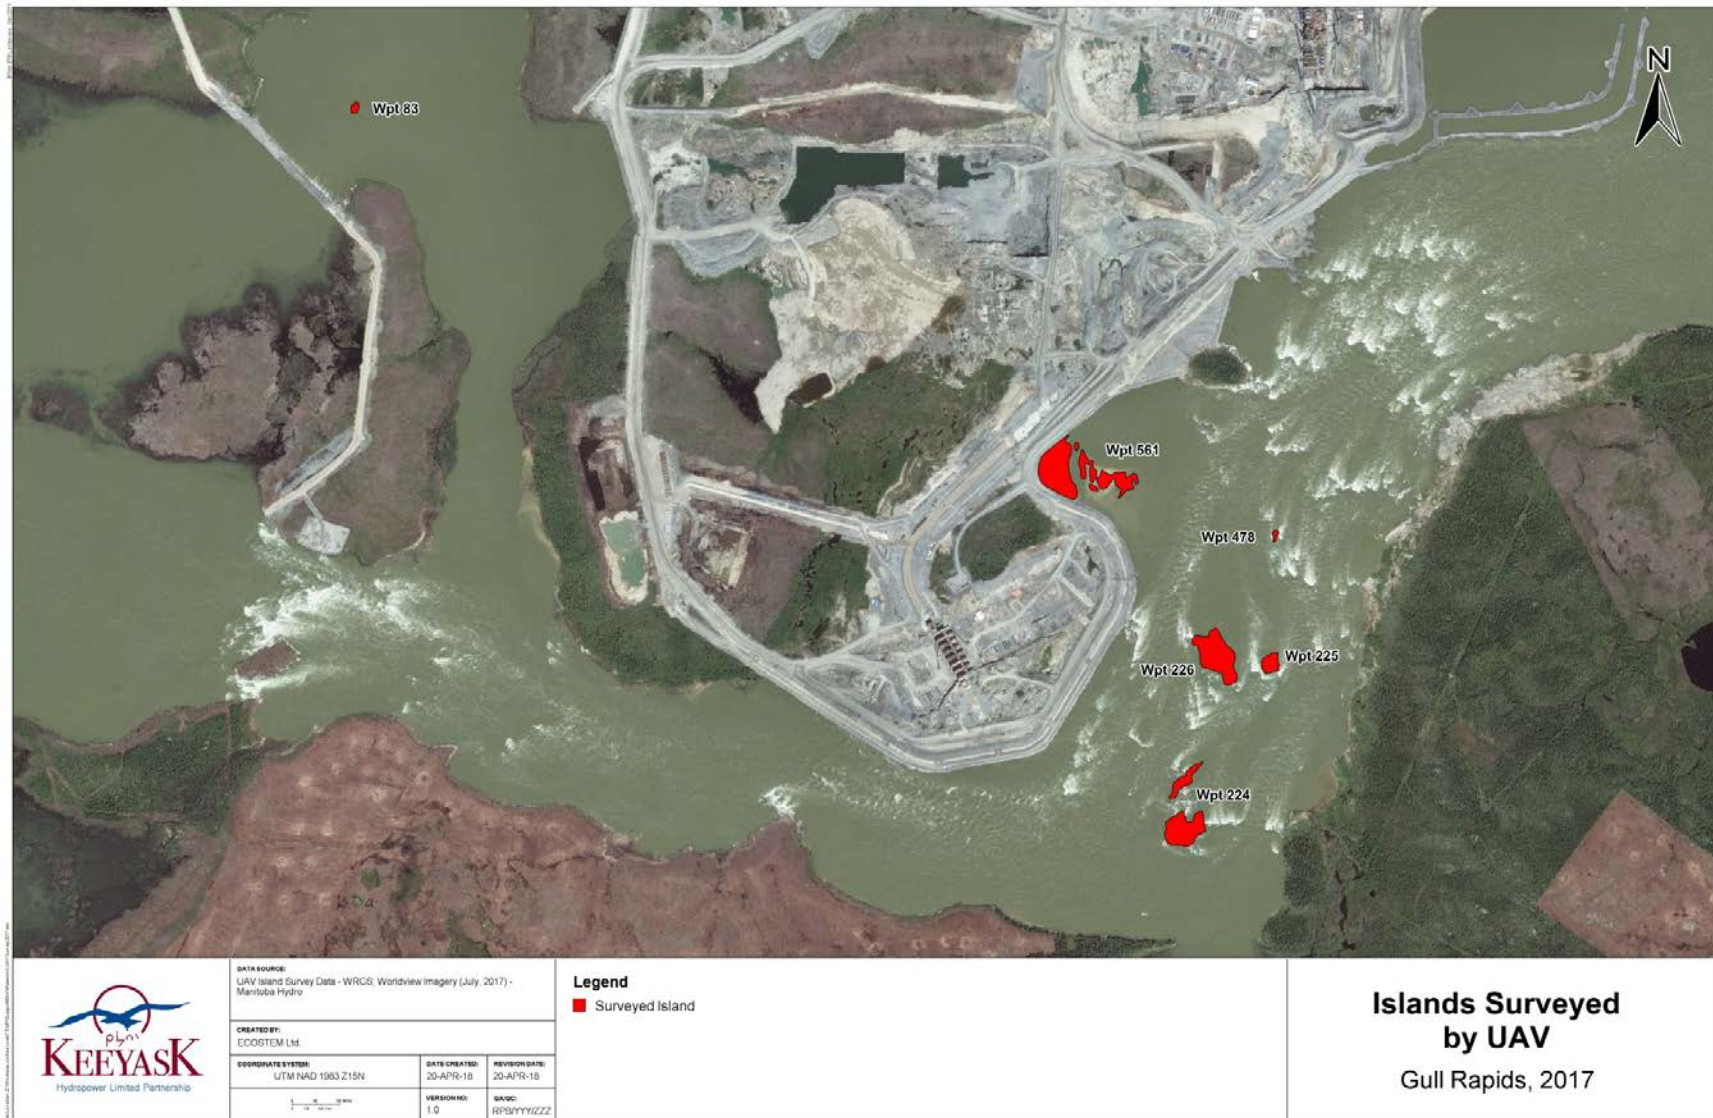 N
Wpt 83
Wpt 561
Wpt 478
Wpt 226
Wpt 225
Wpt 224
KEEYASK
Hydropower Limited Partnership
DATA SOURCE:
UAV Island Survey Data - WRCS; Worldview Imagery (July, 2017) -
Manitoba Hydro
CREATED BY:
ECOSTEM Ltd.
COORDINATE SYSTEM:
UTM NAD 1983 Z15N
DATE CREATED:
20-APR-18
REVISION DATE:
20-APR-18
VERSION NO:
1.0
QA/QC:
RPB/YYY/ZZZ
Legend
Surveyed Island
Islands Surveyed
by UAV
Gull Rapids, 2017